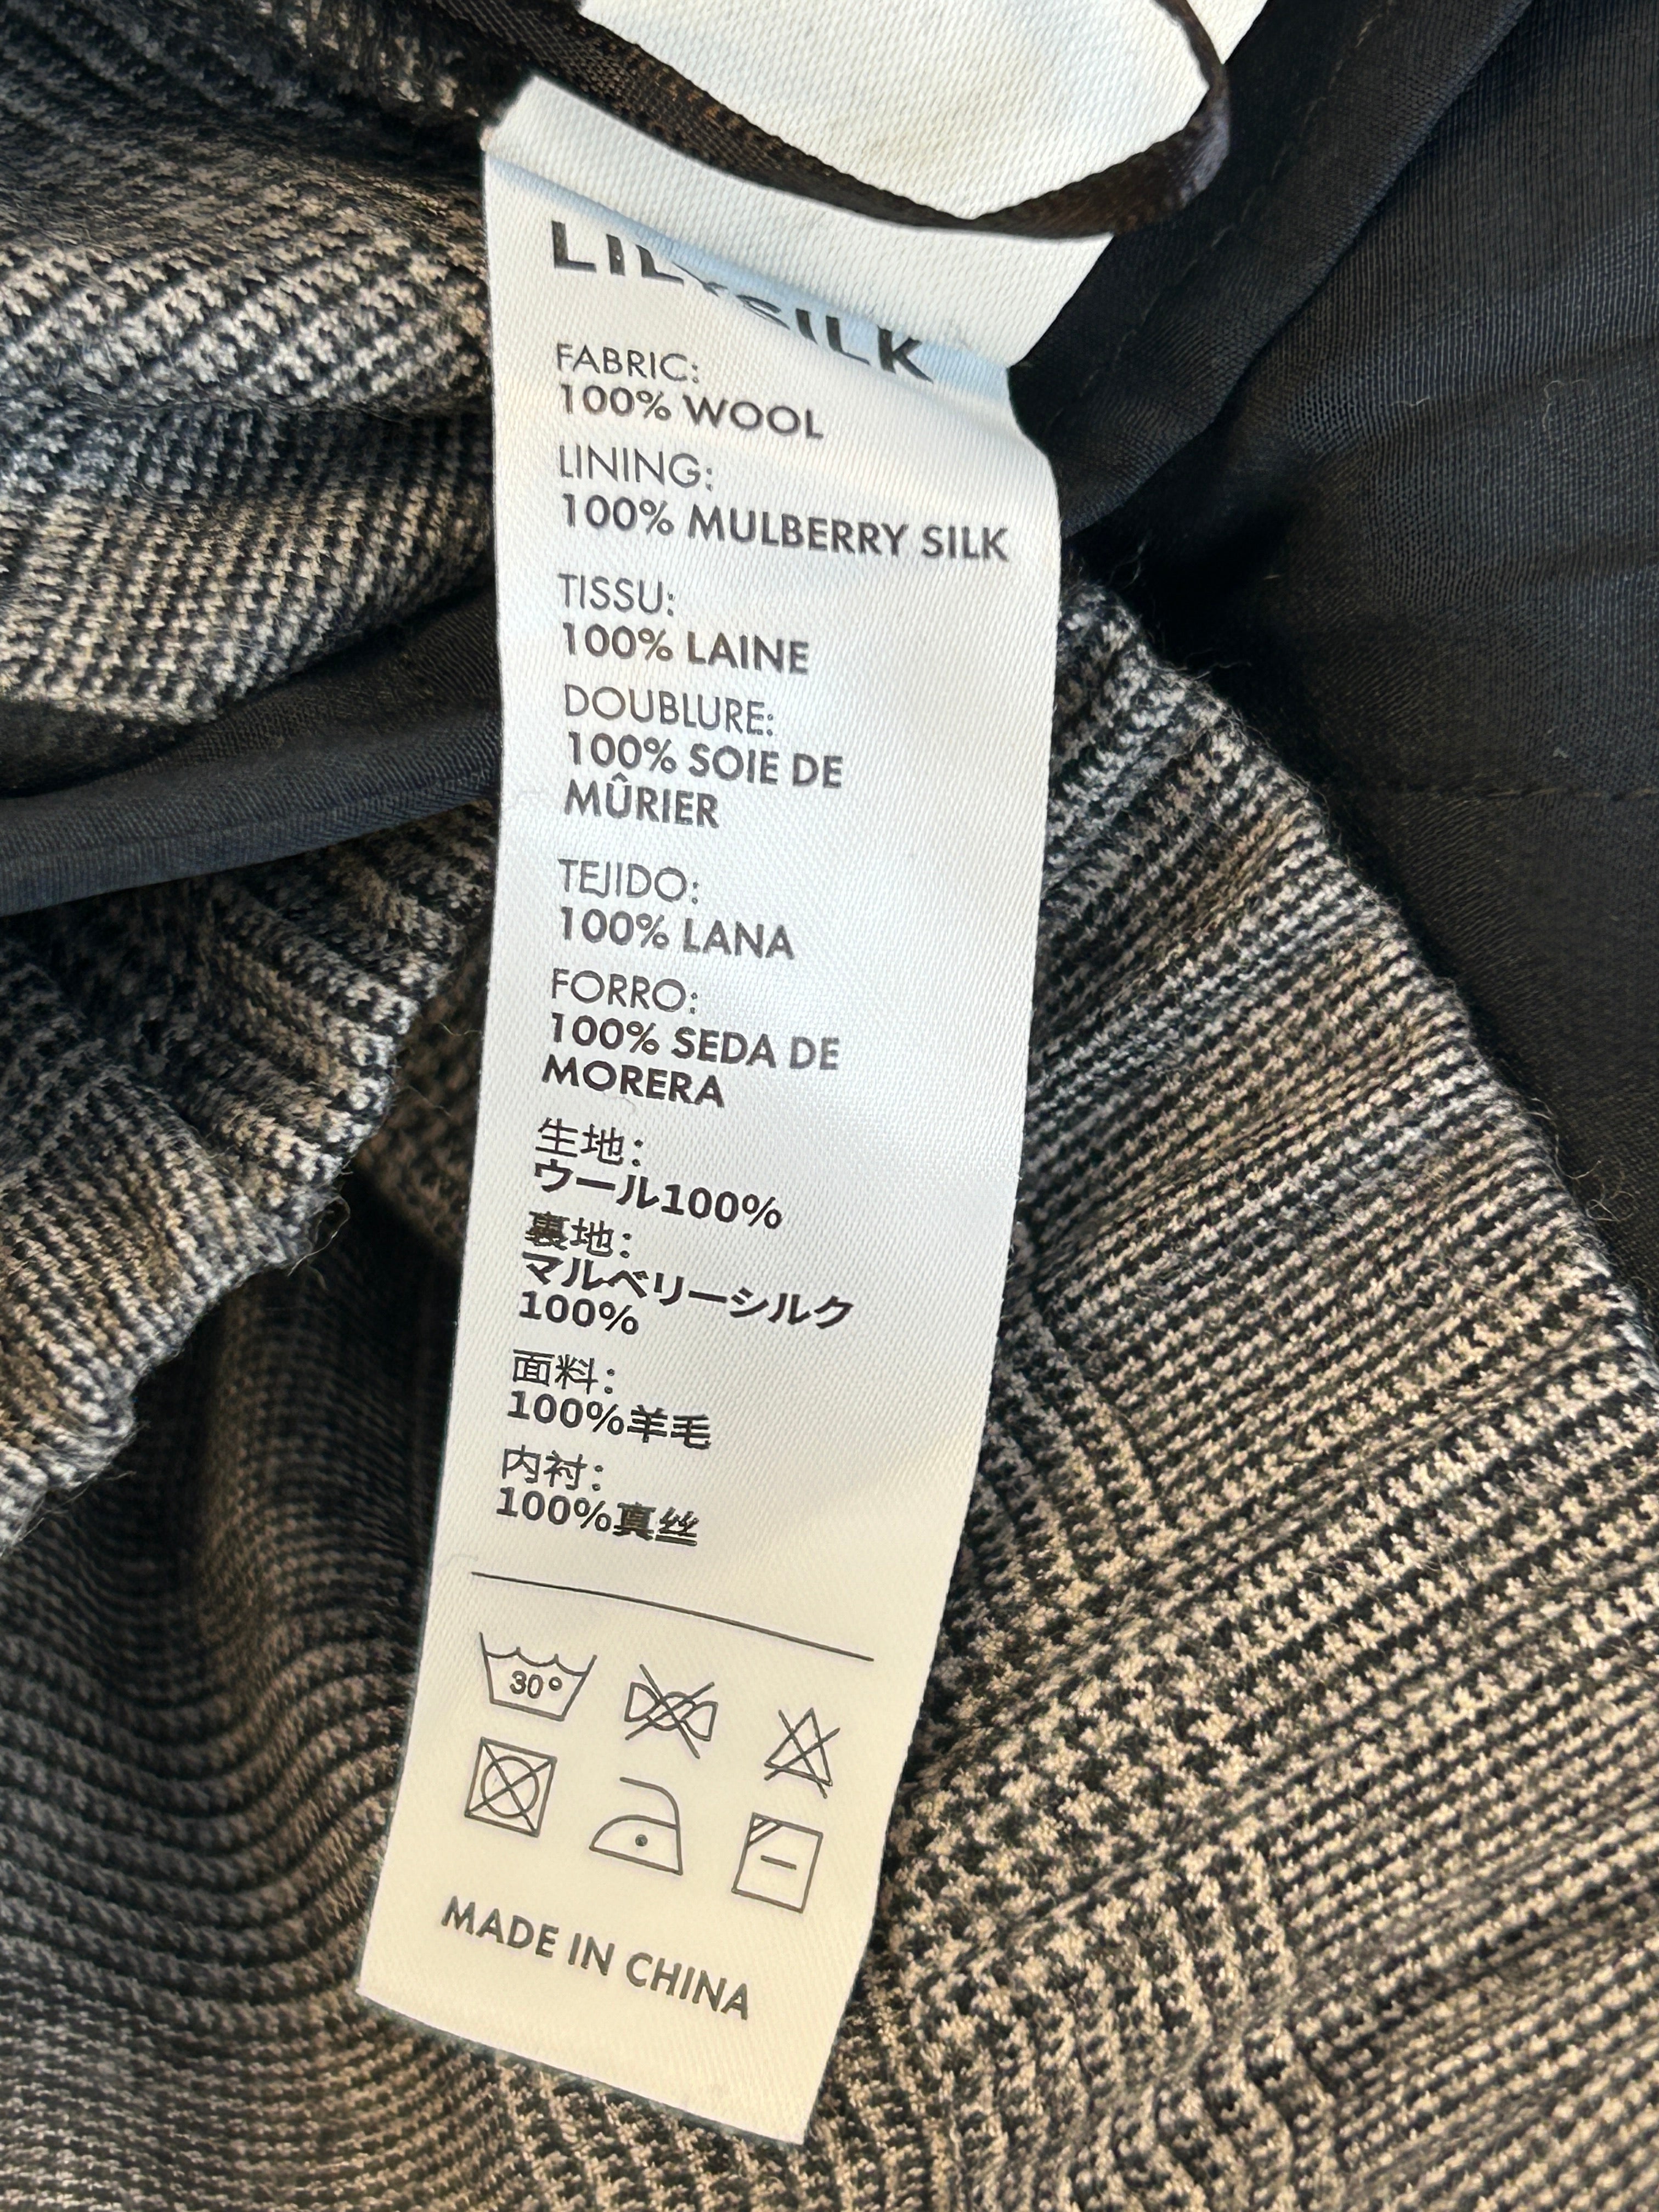 LILYSILK
FABRIC:
100% WOOL
LINING:
100% MULBERRY SILK
TISSU:
100% LAINE
DOUBLURE:
100% SOIE DE
MÛRIER
TEJIDO:
100% LANA
FORRO:
100% SEDA DE
MORERA
生地:
ウール100%
裏地:
マルベリーシルク
100%
面料:
100%羊毛
内衬:
100%真丝
30°
MADE IN CHINA